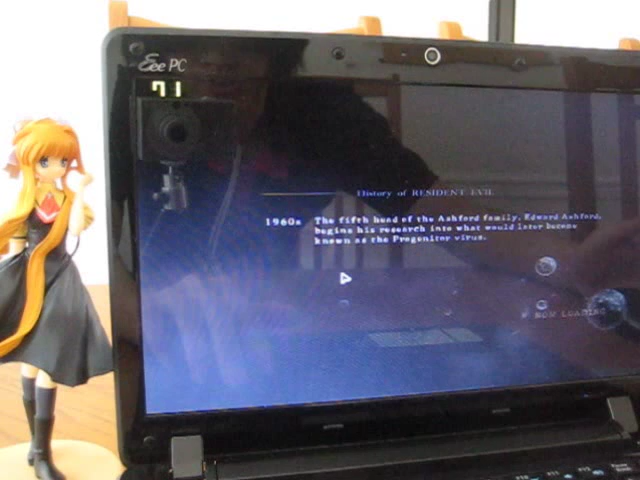 Eee PC
71
History of RESIDENT EVIL
1960s The fifth head of the Ashford family, Edward Ashford,
begins his research into what would later become
known as the Progenitor virus.
NOW LOADING